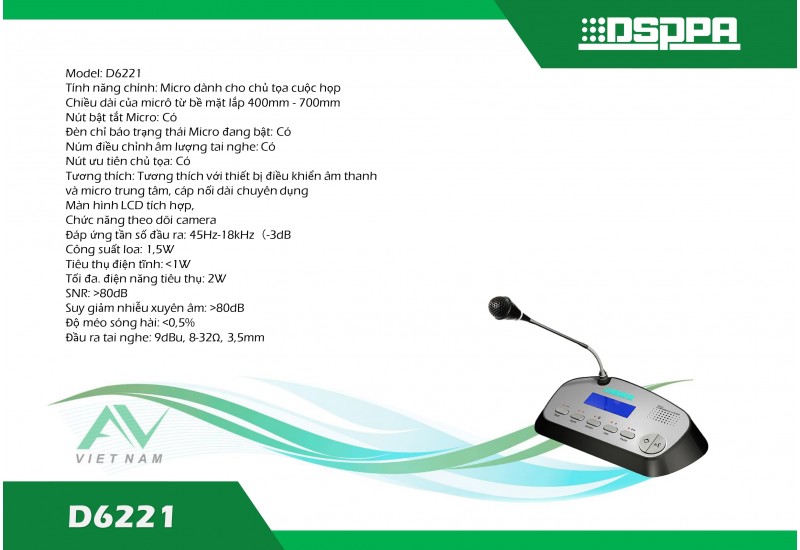 DSPPA
Model: D6221
Tính năng chính: Micro dành cho chủ tọa cuộc họp
Chiều dài của micrô từ bề mặt lắp 400mm - 700mm
Nút bật tắt Micro: Có
Đèn chỉ báo trạng thái Micro đang bật: Có
Núm điều chỉnh âm lượng tai nghe: Có
Nút ưu tiên chủ tọa: Có
Tương thích: Tương thích với thiết bị điều khiển âm thanh
và micro trung tâm, cáp nối dài chuyên dụng
Màn hình LCD tích hợp,
Chức năng theo dõi camera
Đáp ứng tần số đầu ra: 45Hz-18kHz（-3dB
Công suất loa: 1,5W
Tiêu thụ điện tĩnh: <1W
Tối đa. điện năng tiêu thụ: 2W
SNR: >80dB
Suy giảm nhiễu xuyên âm: >80dB
Độ méo sóng hài: <0,5%
Đầu ra tai nghe: 9dBu, 8-32Ω, 3,5mm
AV
VIET NAM
D6221